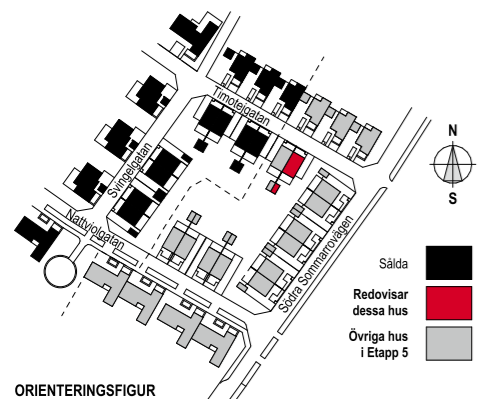 Timotejgatan
Svingelgatan
Nattviolgatan
Södra Sommarrovägen
N
S
Sålda
Redovisar
dessa hus
Övriga hus
i Etapp 5
ORIENTERINGSFIGUR